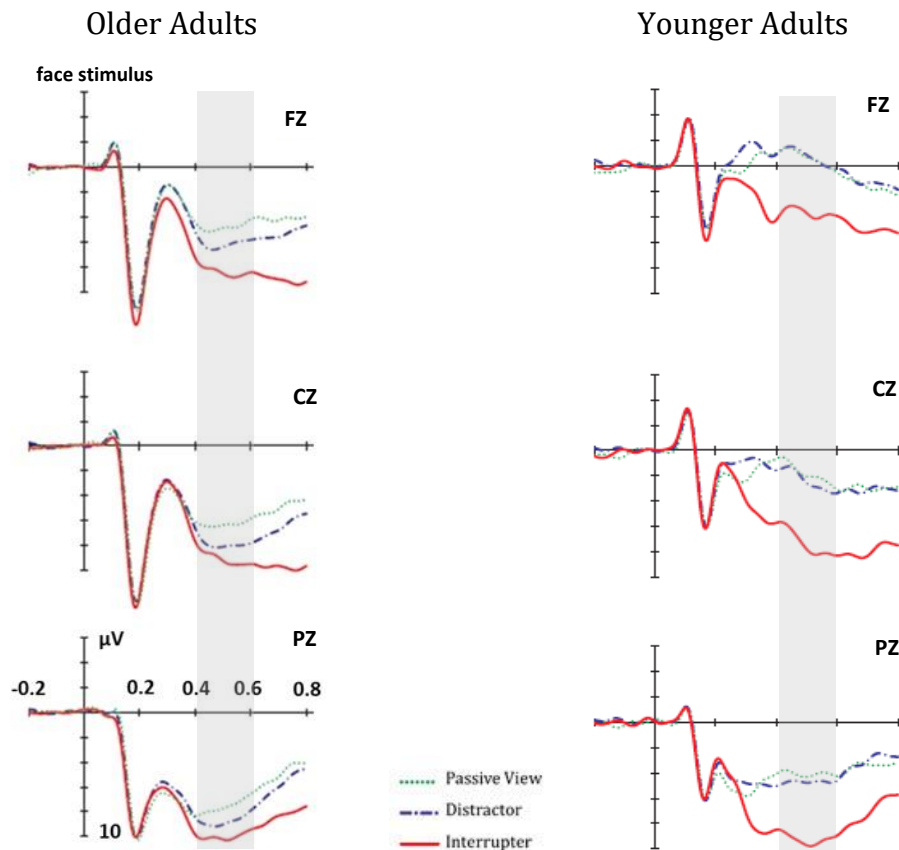 Older Adults
Younger Adults
face stimulus
FZ
FZ
CZ
CZ
μV
PZ
PZ
-0.2 0.2 0.4 0.6 0.8
10
Passive View
Distractor
Interrupter